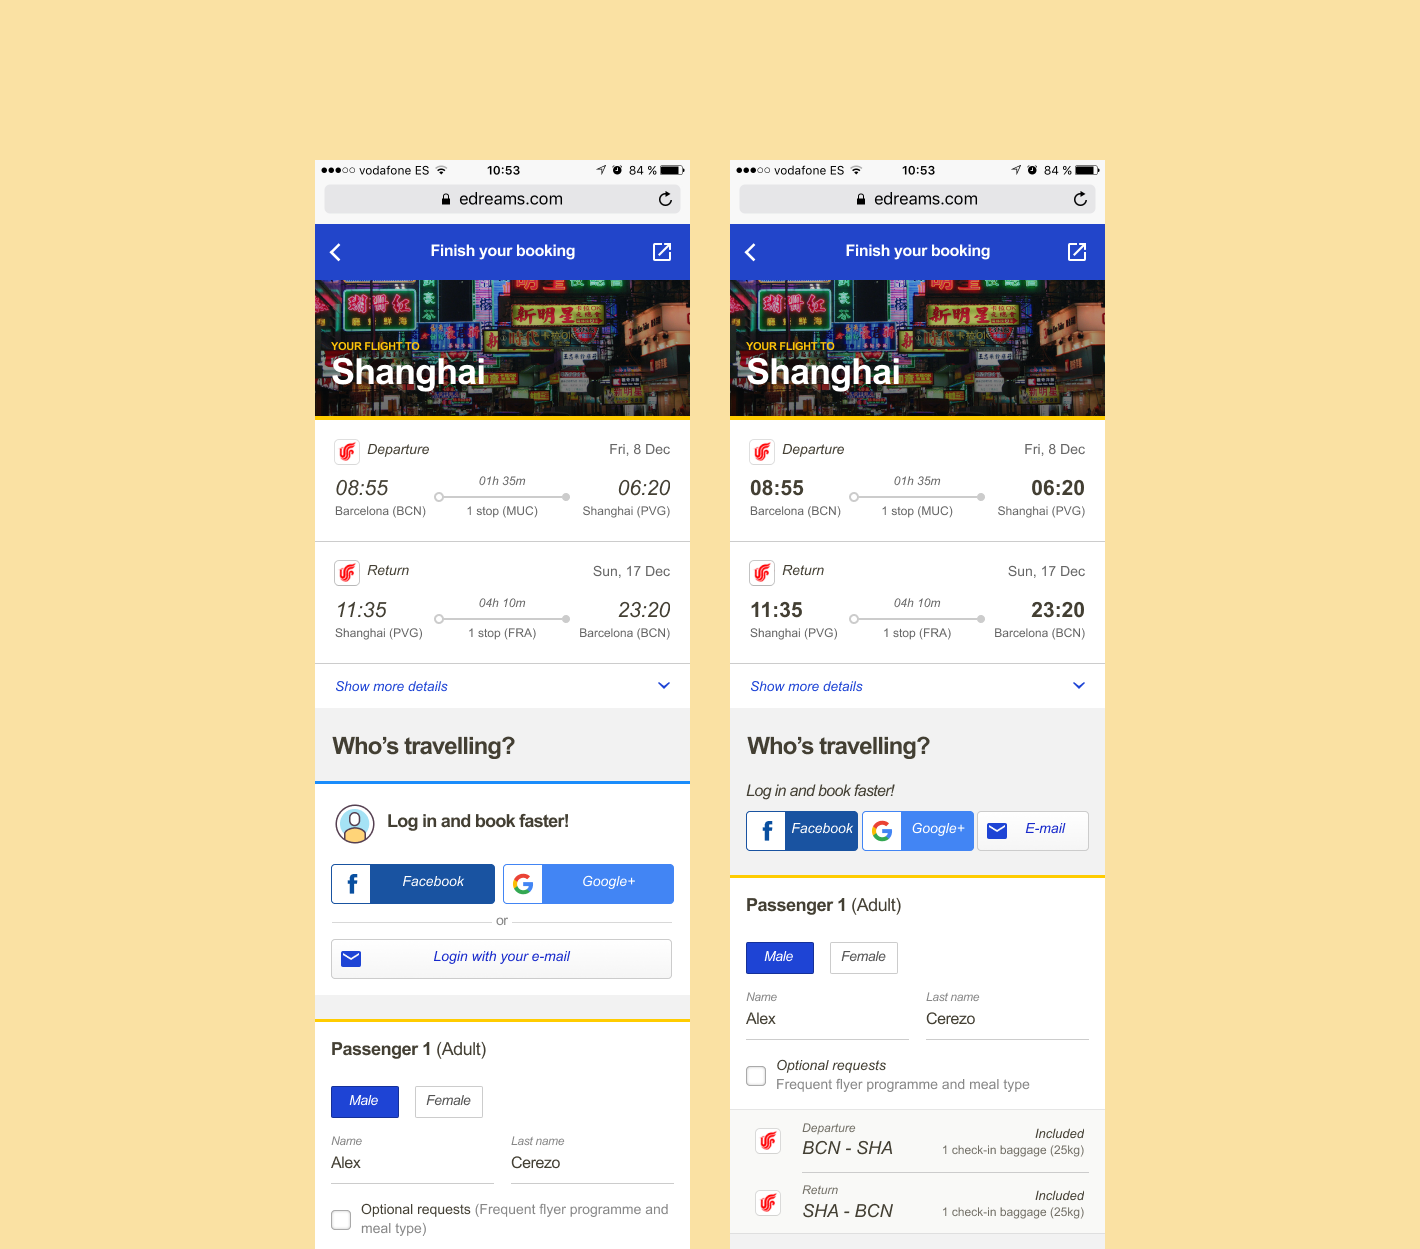 vodafone ES 10:53 84 %
edreams.com
Finish your booking
新明星
YOUR FLIGHT TO
Shanghai
Departure Fri, 8 Dec
08:55 01h 35m 06:20
Barcelona (BCN) 1 stop (MUC) Shanghai (PVG)
Return Sun, 17 Dec
11:35 04h 10m 23:20
Shanghai (PVG) 1 stop (FRA) Barcelona (BCN)
Show more details
Who's travelling?
Log in and book faster!
Facebook Google+
or
Login with your e-mail
Passenger 1 (Adult)
Male Female
Name Last name
Alex Cerezo
Optional requests (Frequent flyer programme and
meal type)
vodafone ES 10:53 84 %
edreams.com
Finish your booking
新明星
YOUR FLIGHT TO
Shanghai
Departure Fri, 8 Dec
08:55 01h 35m 06:20
Barcelona (BCN) 1 stop (MUC) Shanghai (PVG)
Return Sun, 17 Dec
11:35 04h 10m 23:20
Shanghai (PVG) 1 stop (FRA) Barcelona (BCN)
Show more details
Who's travelling?
Log in and book faster!
Facebook Google+ E-mail
Passenger 1 (Adult)
Male Female
Name Last name
Alex Cerezo
Optional requests
Frequent flyer programme and meal type
Departure Included
BCN - SHA 1 check-in baggage (25kg)
Return Included
SHA - BCN 1 check-in baggage (25kg)